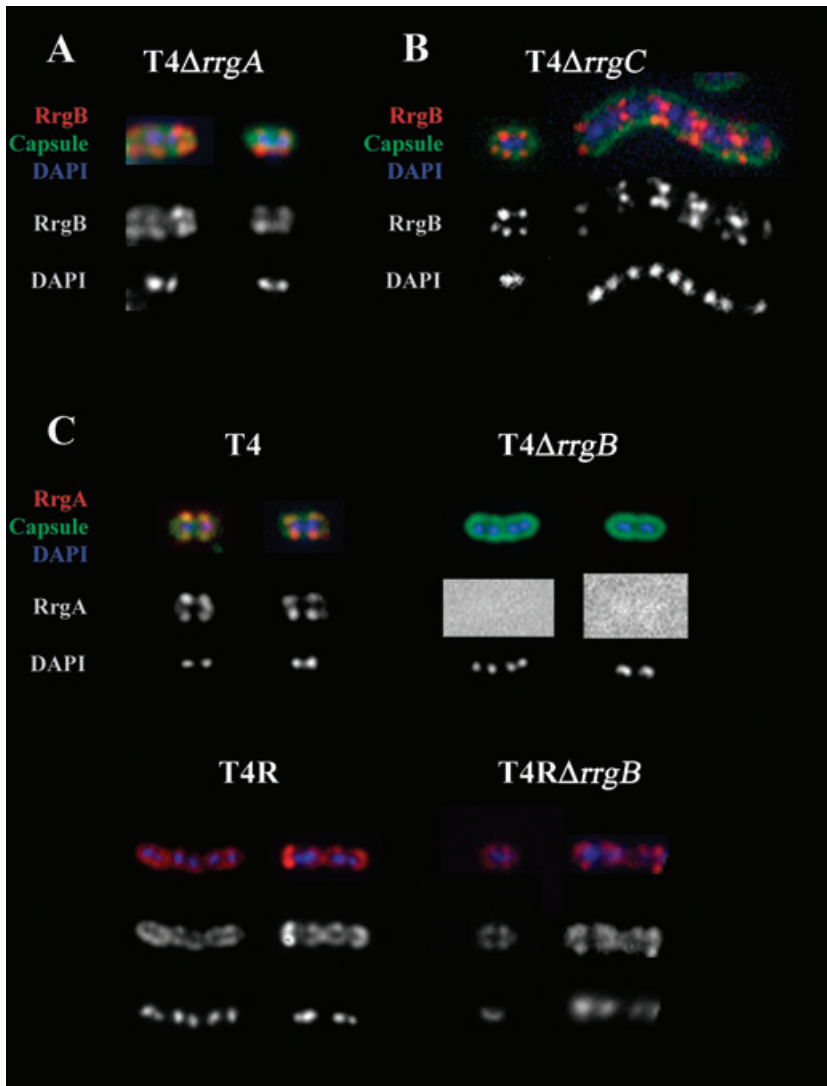 A
T4ΔrrgA
RrgB
Capsule
DAPI
RrgB
DAPI
B
T4ΔrrgC
RrgB
Capsule
DAPI
RrgB
DAPI
C
T4
T4ΔrrgB
RrgA
Capsule
DAPI
RrgA
DAPI
T4R
T4RΔrrgB